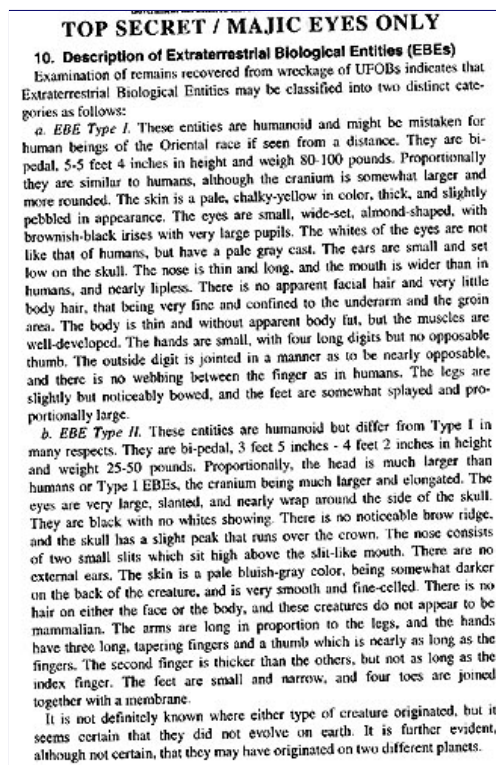 TOP SECRET / MAJIC EYES ONLY
10. Description of Extraterrestrial Biological Entities (EBEs)
Examination of remains recovered from wreckage of UFOBs indicates that
Extraterrestrial Biological Entities may be classified into two distinct cate-
gories as follows:
a. EBE Type I. These entities are humanoid and might be mistaken for
human beings of the Oriental race if seen from a distance. They are bi-
pedal, 5-5 feet 4 inches in height and weigh 80-100 pounds. Proportionally
they are similar to humans, although the cranium is somewhat larger and
more rounded. The skin is a pale, chalky-yellow in color, thick, and slightly
pebbled in appearance. The eyes are small, wide-set, almond-shaped, with
brownish-black irises with very large pupils. The whites of the eyes are not
like that of humans, but have a pale gray cast. The ears are small and set
low on the skull. The nose is thin and long, and the mouth is wider than in
humans, and nearly lipless. There is no apparent facial hair and very little
body hair, that being very fine and confined to the underarm and the groin
area. The body is thin and without apparent body fat, but the muscles are
well-developed. The hands are small, with four long digits but no opposable
thumb. The outside digit is jointed in a manner as to be nearly opposable,
and there is no webbing between the finger as in humans. The legs are
slightly but noticeably bowed, and the feet are somewhat splayed and pro-
portionally large.
b. EBE Type II. These entities are humanoid but differ from Type I in
many respects. They are bi-pedal, 3 feet 5 inches - 4 feet 2 inches in height
and weight 25-50 pounds. Proportionally, the head is much larger than
humans or Type I EBEs, the cranium being much larger and elongated. The
eyes are very large, slanted, and nearly wrap around the side of the skull.
They are black with no whites showing. There is no noticeable brow ridge,
and the skull has a slight peak that runs over the crown. The nose consists
of two small slits which sit high above the slit-like mouth. There are no
external ears. The skin is a pale bluish-gray color, being somewhat darker
on the back of the creature, and is very smooth and fine-celled. There is no
hair on either the face or the body, and these creatures do not appear to be
mammalian. The arms are long in proportion to the legs, and the hands
have three long, tapering fingers and a thumb which is nearly as long as the
fingers. The second finger is thicker than the others, but not as long as the
index finger. The feet are small and narrow, and four toes are joined
together with a membrane.
It is not definitely known where either type of creature originated, but it
seems certain that they did not evolve on earth. It is further evident,
although not certain, that they may have originated on two different planets.